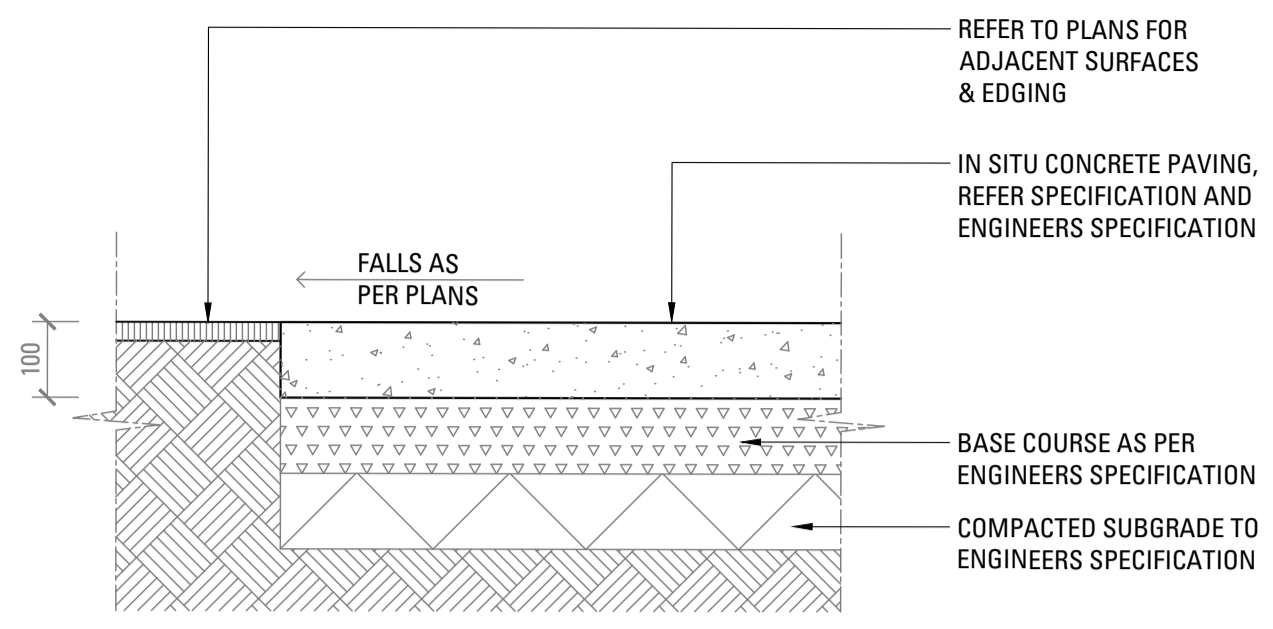 REFER TO PLANS FOR
ADJACENT SURFACES
& EDGING
IN SITU CONCRETE PAVING,
REFER SPECIFICATION AND
ENGINEERS SPECIFICATION
FALLS AS
PER PLANS
100
BASE COURSE AS PER
ENGINEERS SPECIFICATION
COMPACTED SUBGRADE TO
ENGINEERS SPECIFICATION